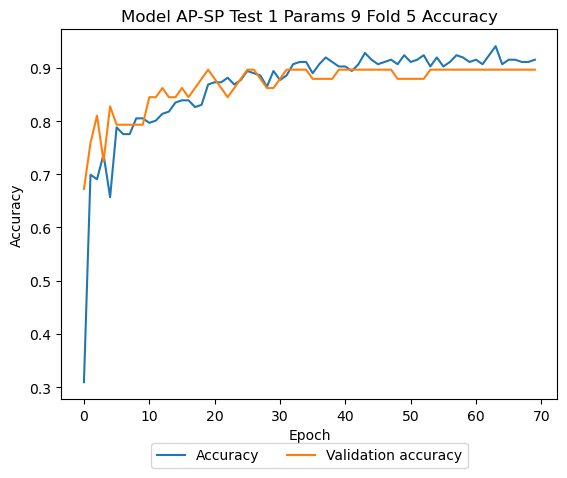 Model AP-SP Test 1 Params 9 Fold 5 Accuracy
Accuracy
0.9
0.8
0.7
0.6
0.5
0.4
0.3
0 10 20 30 40 50 60 70
Epoch
Accuracy Validation accuracy